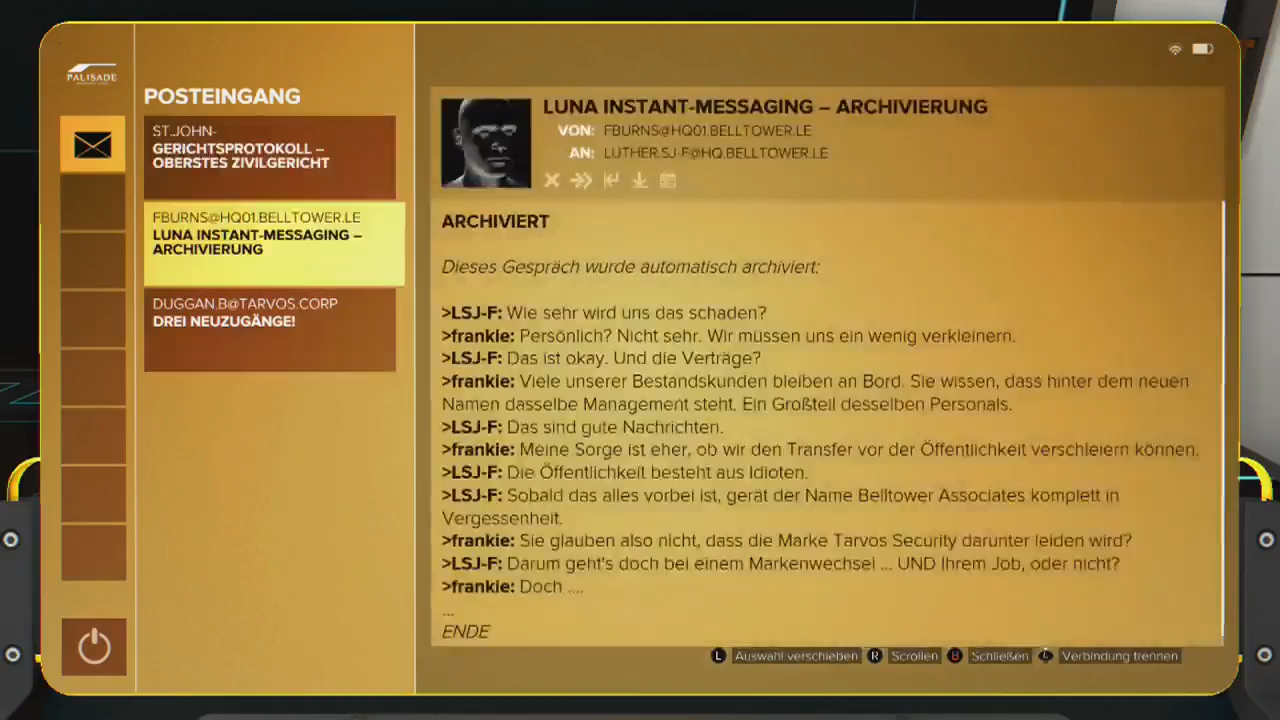 PALISADE
POSTEINGANG
ST.JOHN-
GERICHTSPROTOKOLL –
OBERSTES ZIVILGERICHT
FBURNS@HQ01.BELLTOWER.LE
LUNA INSTANT-MESSAGING –
ARCHIVIERUNG
DUGGAN.B@TARVOS.CORP
DREI NEUZUGÄNGE!
LUNA INSTANT-MESSAGING – ARCHIVIERUNG
VON: FBURNS@HQ01.BELLTOWER.LE
AN: LUTHER.SJ-F@HQ.BELLTOWER.LE
ARCHIVIERT
Dieses Gespräch wurde automatisch archiviert:
>LSJ-F: Wie sehr wird uns das schaden?
>frankie: Persönlich? Nicht sehr. Wir müssen uns ein wenig verkleinern.
>LSJ-F: Das ist okay. Und die Verträge?
>frankie: Viele unserer Bestandskunden bleiben an Bord. Sie wissen, dass hinter dem neuen
Namen dasselbe Management steht. Ein Großteil desselben Personals.
>LSJ-F: Das sind gute Nachrichten.
>frankie: Meine Sorge ist eher, ob wir den Transfer vor der Öffentlichkeit verschleiern können.
>LSJ-F: Die Öffentlichkeit besteht aus Idioten.
>LSJ-F: Sobald das alles vorbei ist, gerät der Name Belltower Associates komplett in
Vergessenheit.
>frankie: Sie glauben also nicht, dass die Marke Tarvos Security darunter leiden wird?
>LSJ-F: Darum geht's doch bei einem Markenwechsel ... UND Ihrem Job, oder nicht?
>frankie: Doch ....
...
ENDE
L Auswahl verschieben R Scrollen B Schließen Verbindung trennen